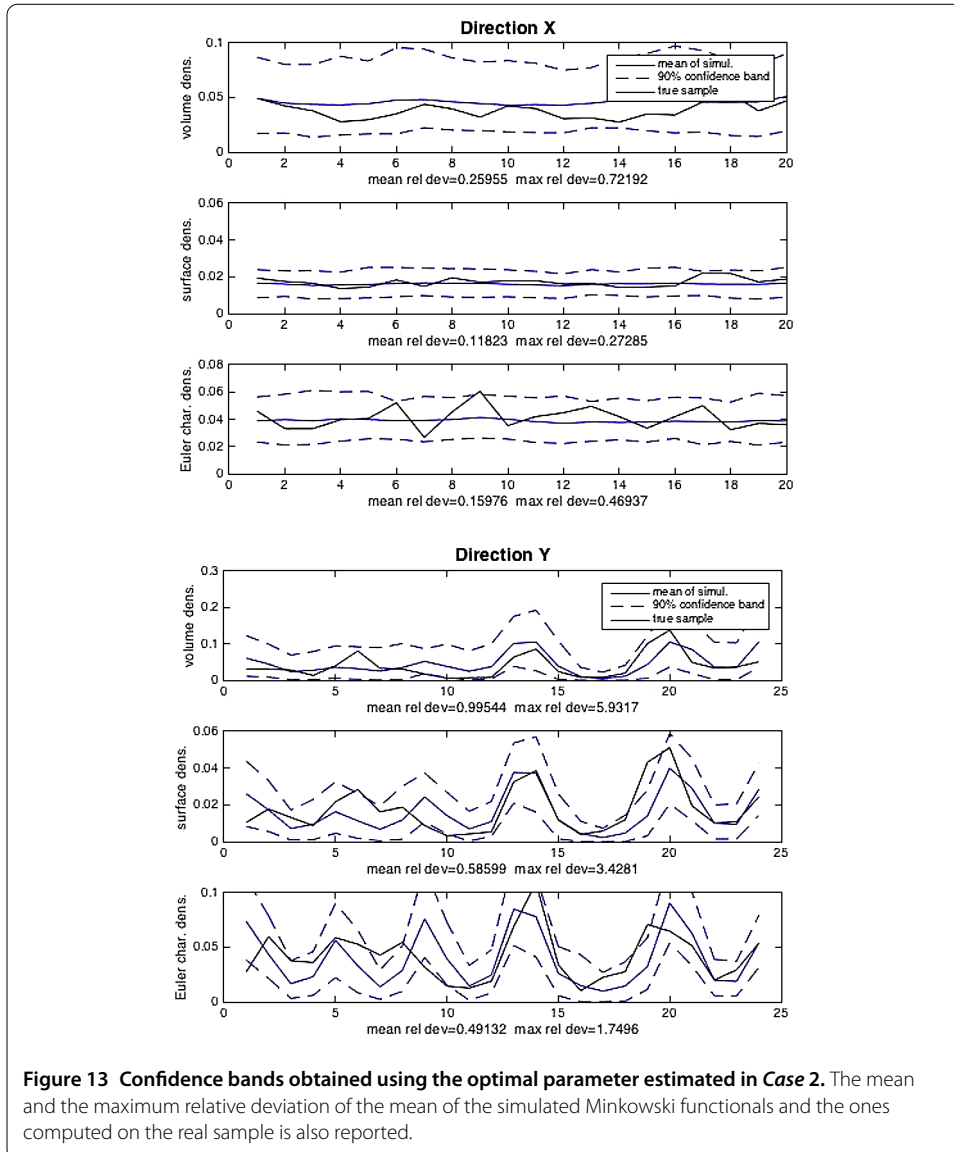 Direction X
volume dens.
0.1
0.05
0
mean of simul.
90% confidence band
true sample
0 2 4 6 8 10 12 14 16 18 20
mean rel dev=0.25955 max rel dev=0.72192
surface dens.
0.06
0.04
0.02
0
0 2 4 6 8 10 12 14 16 18 20
mean rel dev=0.11823 max rel dev=0.27285
Euler char. dens.
0.08
0.06
0.04
0.02
0
0 2 4 6 8 10 12 14 16 18 20
mean rel dev=0.15976 max rel dev=0.46937
Direction Y
volume dens.
0.3
0.2
0.1
0
mean of simul.
90% confidence band
true sample
0 5 10 15 20 25
mean rel dev=0.99544 max rel dev=5.9317
surface dens.
0.06
0.04
0.02
0
0 5 10 15 20 25
mean rel dev=0.58599 max rel dev=3.4281
Euler char. dens.
0.1
0.05
0
0 5 10 15 20 25
mean rel dev=0.49132 max rel dev=1.7496
Figure 13 Confidence bands obtained using the optimal parameter estimated in Case 2. The mean
and the maximum relative deviation of the mean of the simulated Minkowski functionals and the ones
computed on the real sample is also reported.